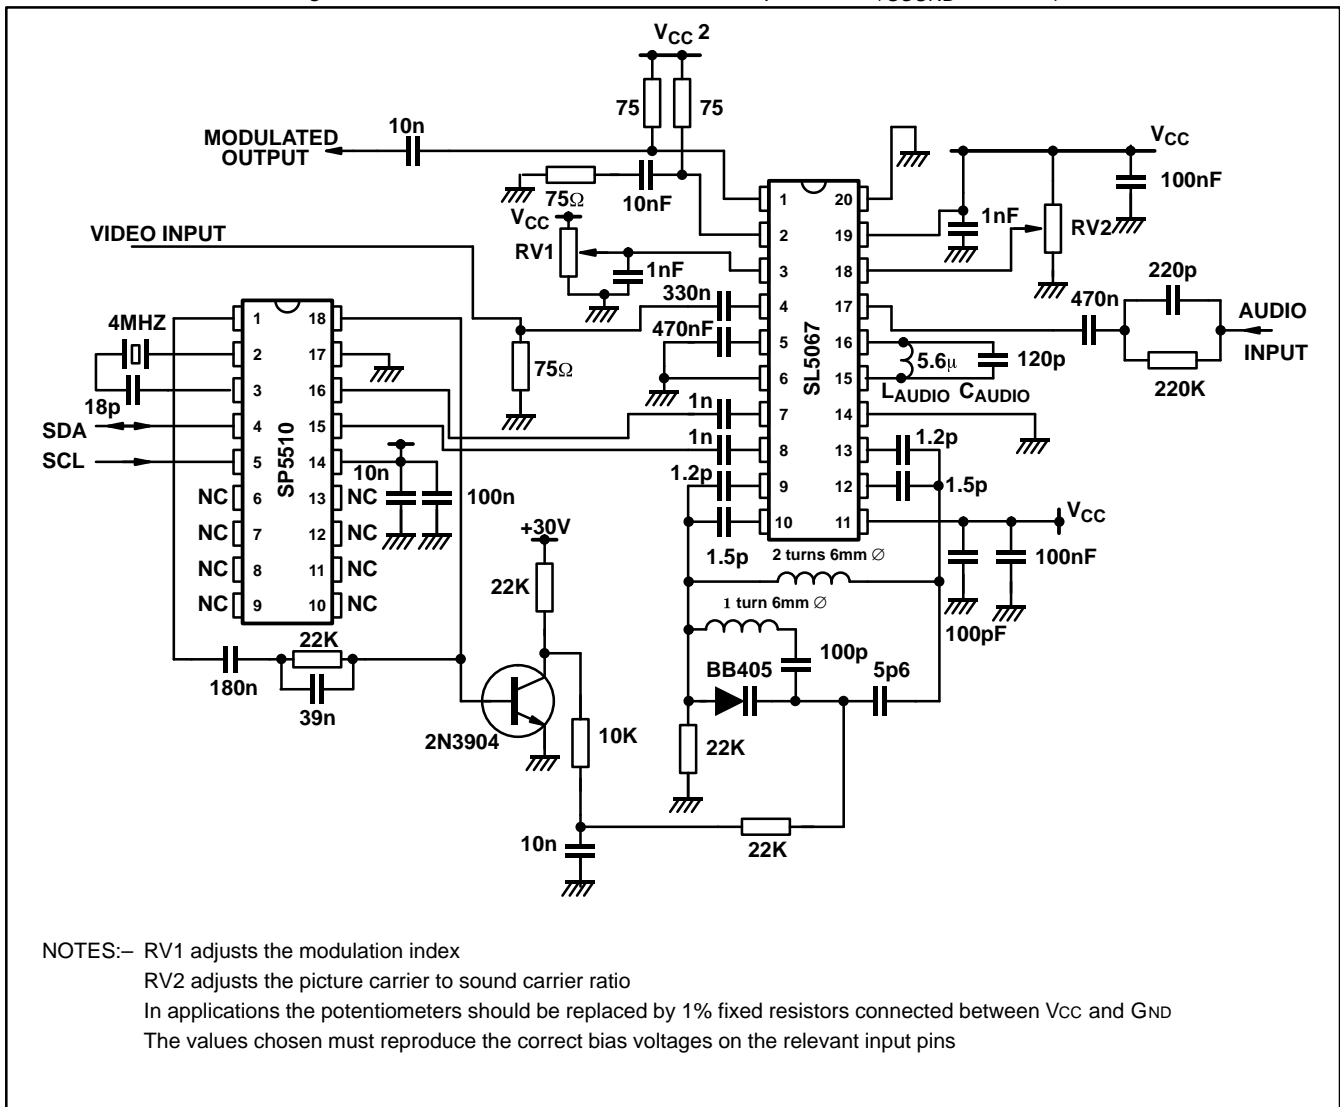 VCC 2
75
75
10n
MODULATED
OUTPUT
VCC
100nF
75Ω
10nF
VCC
VIDEO INPUT
RV1
1nF
1nF
RV2
330n
470nF
75Ω
1
2
3
4
5
6
7
8
9
10
20
19
18
17
16
15
14
13
12
11
SL5067
220p
470n
AUDIO
INPUT
220K
5.6µ
120p
LAUDIO CAUDIO
4MHZ
18p
SDA
SCL
1
2
3
4
5
6
7
8
9
18
17
16
15
14
13
12
11
10
SP5510
NC
NC
NC
NC
NC
NC
NC
NC
10n
100n
1n
1n
1.2p
1.5p
1.2p
1.5p
VCC
100nF
100pF
2 turns 6mm ∅
1 turn 6mm ∅
+30V
22K
22K
180n
39n
2N3904
10K
BB405
100p
5p6
22K
22K
10n
NOTES:– RV1 adjusts the modulation index
RV2 adjusts the picture carrier to sound carrier ratio
In applications the potentiometers should be replaced by 1% fixed resistors connected between VCC and GND
The values chosen must reproduce the correct bias voltages on the relevant input pins